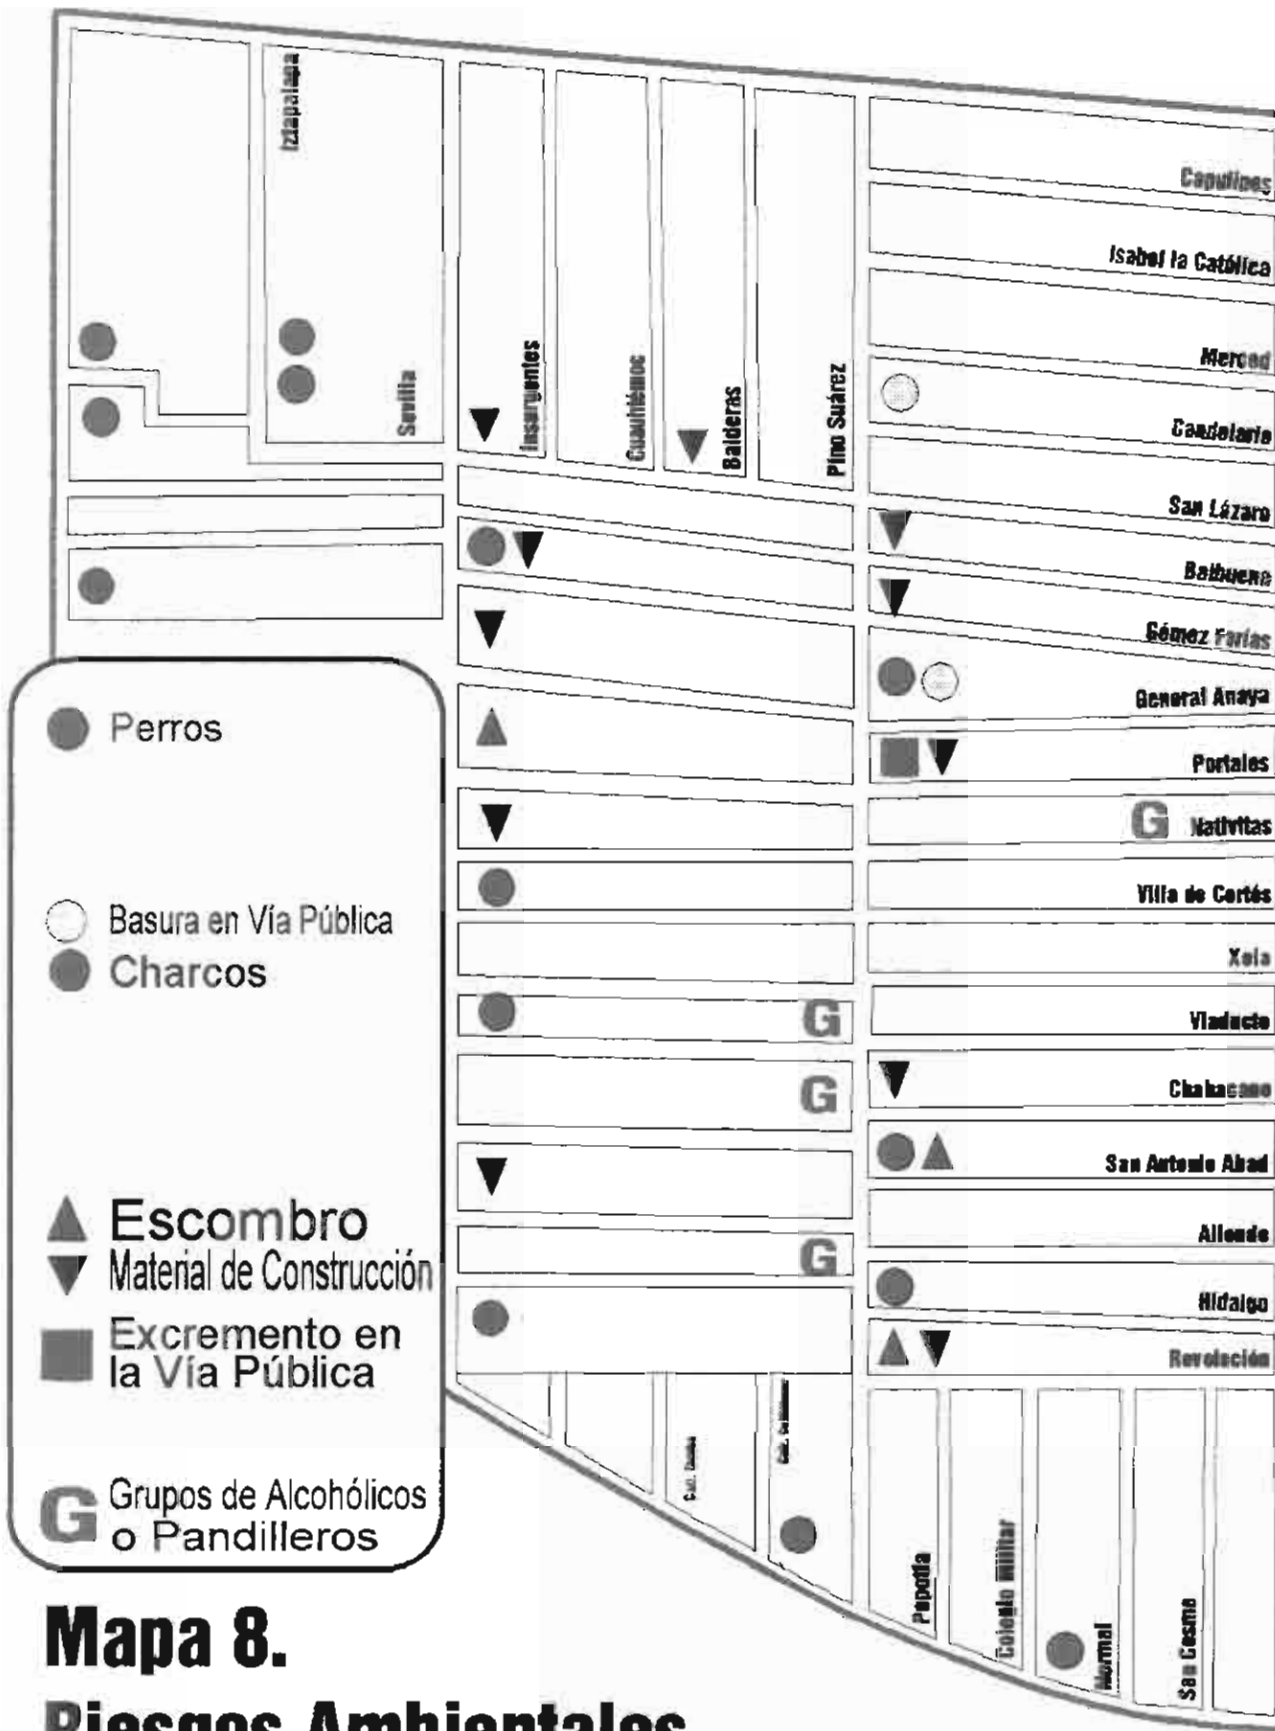 Iztapalapa
Sevilla
Insurgentes
Cuauhtémoc
Balderas
Pino Suárez
Capulines
Isabel la Católica
Merced
Candelaria
San Lázaro
Balbuena
Gómez Farías
General Anaya
Portales
G Nativitas
Villa de Cortés
Xola
Viaducto
G
G
Chabacano
San Antonio Abad
Allende
G
Hidalgo
Revolución
Popotla
Colegio Militar
Normal
San Cosme
Perros
Basura en Vía Pública
Charcos
Escombro
Material de Construcción
Excremento en
la Vía Pública
G Grupos de Alcohólicos
o Pandilleros
Mapa 8.
Riesgos Ambientales